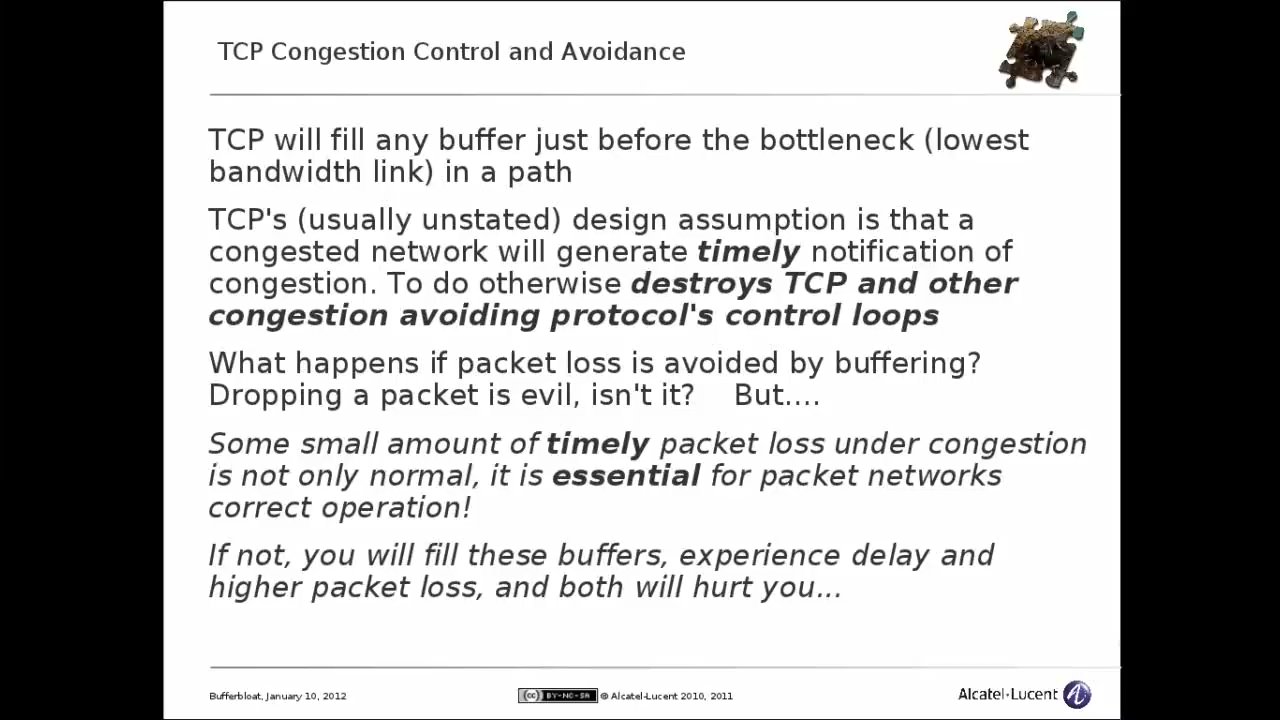 TCP Congestion Control and Avoidance
TCP will fill any buffer just before the bottleneck (lowest
bandwidth link) in a path
TCP's (usually unstated) design assumption is that a
congested network will generate timely notification of
congestion. To do otherwise destroys TCP and other
congestion avoiding protocol's control loops
What happens if packet loss is avoided by buffering?
Dropping a packet is evil, isn't it? But....
Some small amount of timely packet loss under congestion
is not only normal, it is essential for packet networks
correct operation!
If not, you will fill these buffers, experience delay and
higher packet loss, and both will hurt you...
Bufferbloat, January 10, 2012
cc BY-NC-SA © Alcatel-Lucent 2010, 2011
Alcatel·Lucent